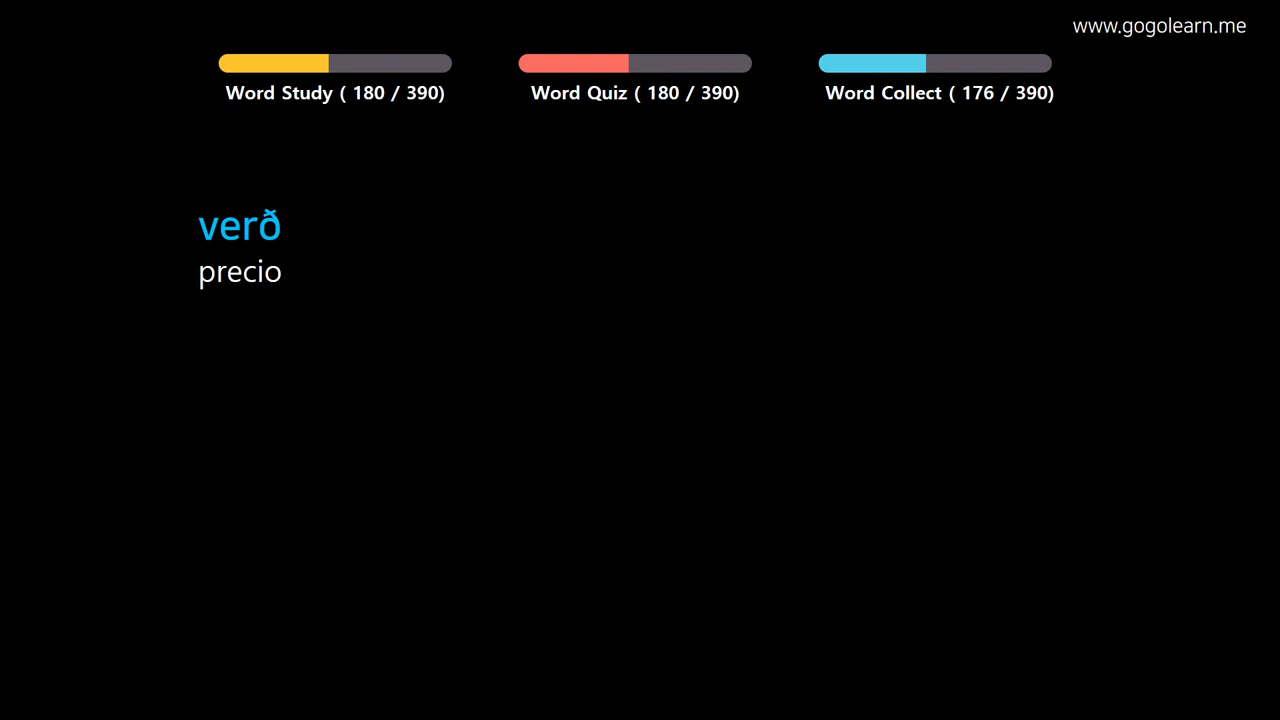 www.gogolearn.me
Word Study ( 180 / 390)
Word Quiz ( 180 / 390)
Word Collect ( 176 / 390)
verð
precio